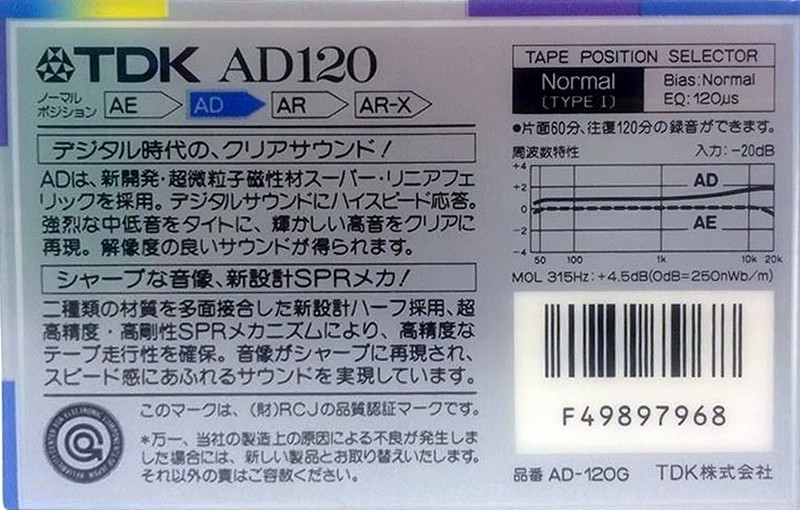 TDK AD120
ノーマル
ポジション
AE AD AR AR-X
デジタル時代の、クリアサウンド!
ADは、新開発・超微粒子磁性材スーパー・リニアフェ
リックを採用。デジタルサウンドにハイスピード応答。
強烈な中低音をタイトに、輝かしい高音をクリアに
再現。解像度の良いサウンドが得られます。
シャープな音像、新設計SPRメカ!
二種類の材質を多面接合した新設計ハーフ採用、超
高精度・高剛性SPRメカニズムにより、高精度な
テープ走行性を確保。音像がシャープに再現され、
スピード感にあふれるサウンドを実現しています。
このマークは、(財)RCJの品質認証マークです。
*万一、当社の製造上の原因による不良が発生しま
した場合には、新しい製品とお取り替えいたします。
それ以外の責はご容赦ください。
TAPE POSITION SELECTOR
Normal
(TYPE I)
Bias:Normal
EQ:120μs
●片面60分、往復120分の録音ができます。
周波数特性 入力:-20dB
+4
+2
0
-2
-4
AD
AE
50 100 1k 10k 20k
MOL 315Hz:+4.5dB(0dB=250nWb/m)
F49897968
品番 AD-120G TDK株式会社